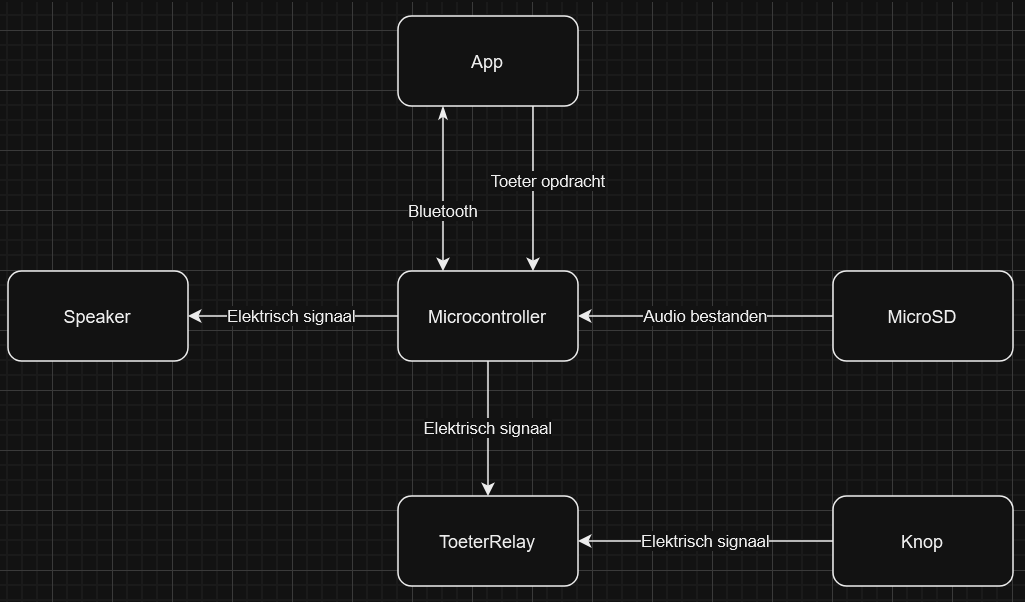 App
Toeter opdracht
Bluetooth
Speaker
Elektrisch signaal
Microcontroller
Audio bestanden
MicroSD
Elektrisch signaal
ToeterRelay
Elektrisch signaal
Knop